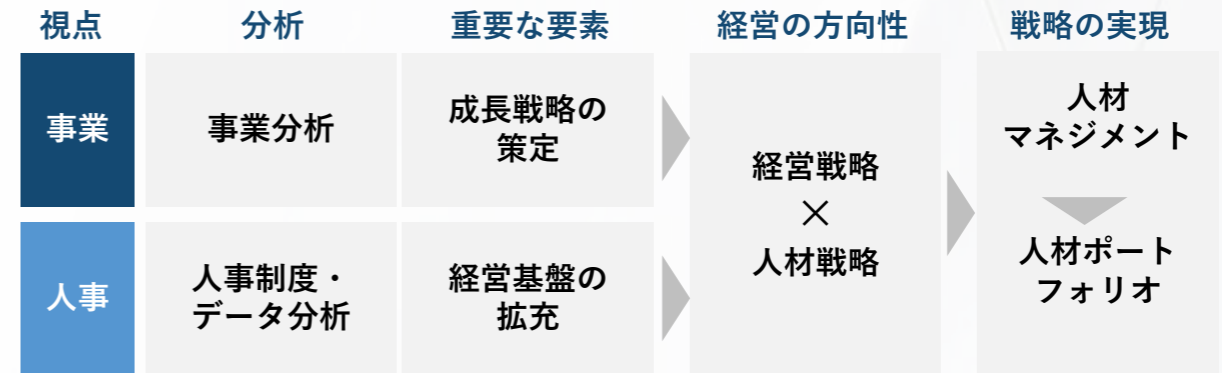 視点
分析
重要な要素
経営の方向性
戦略の実現
事業
事業分析
成長戦略の
策定
人事
人事制度・
データ分析
経営基盤の
拡充
経営戦略
×
人材戦略
人材
マネジメント
人材ポート
フォリオ